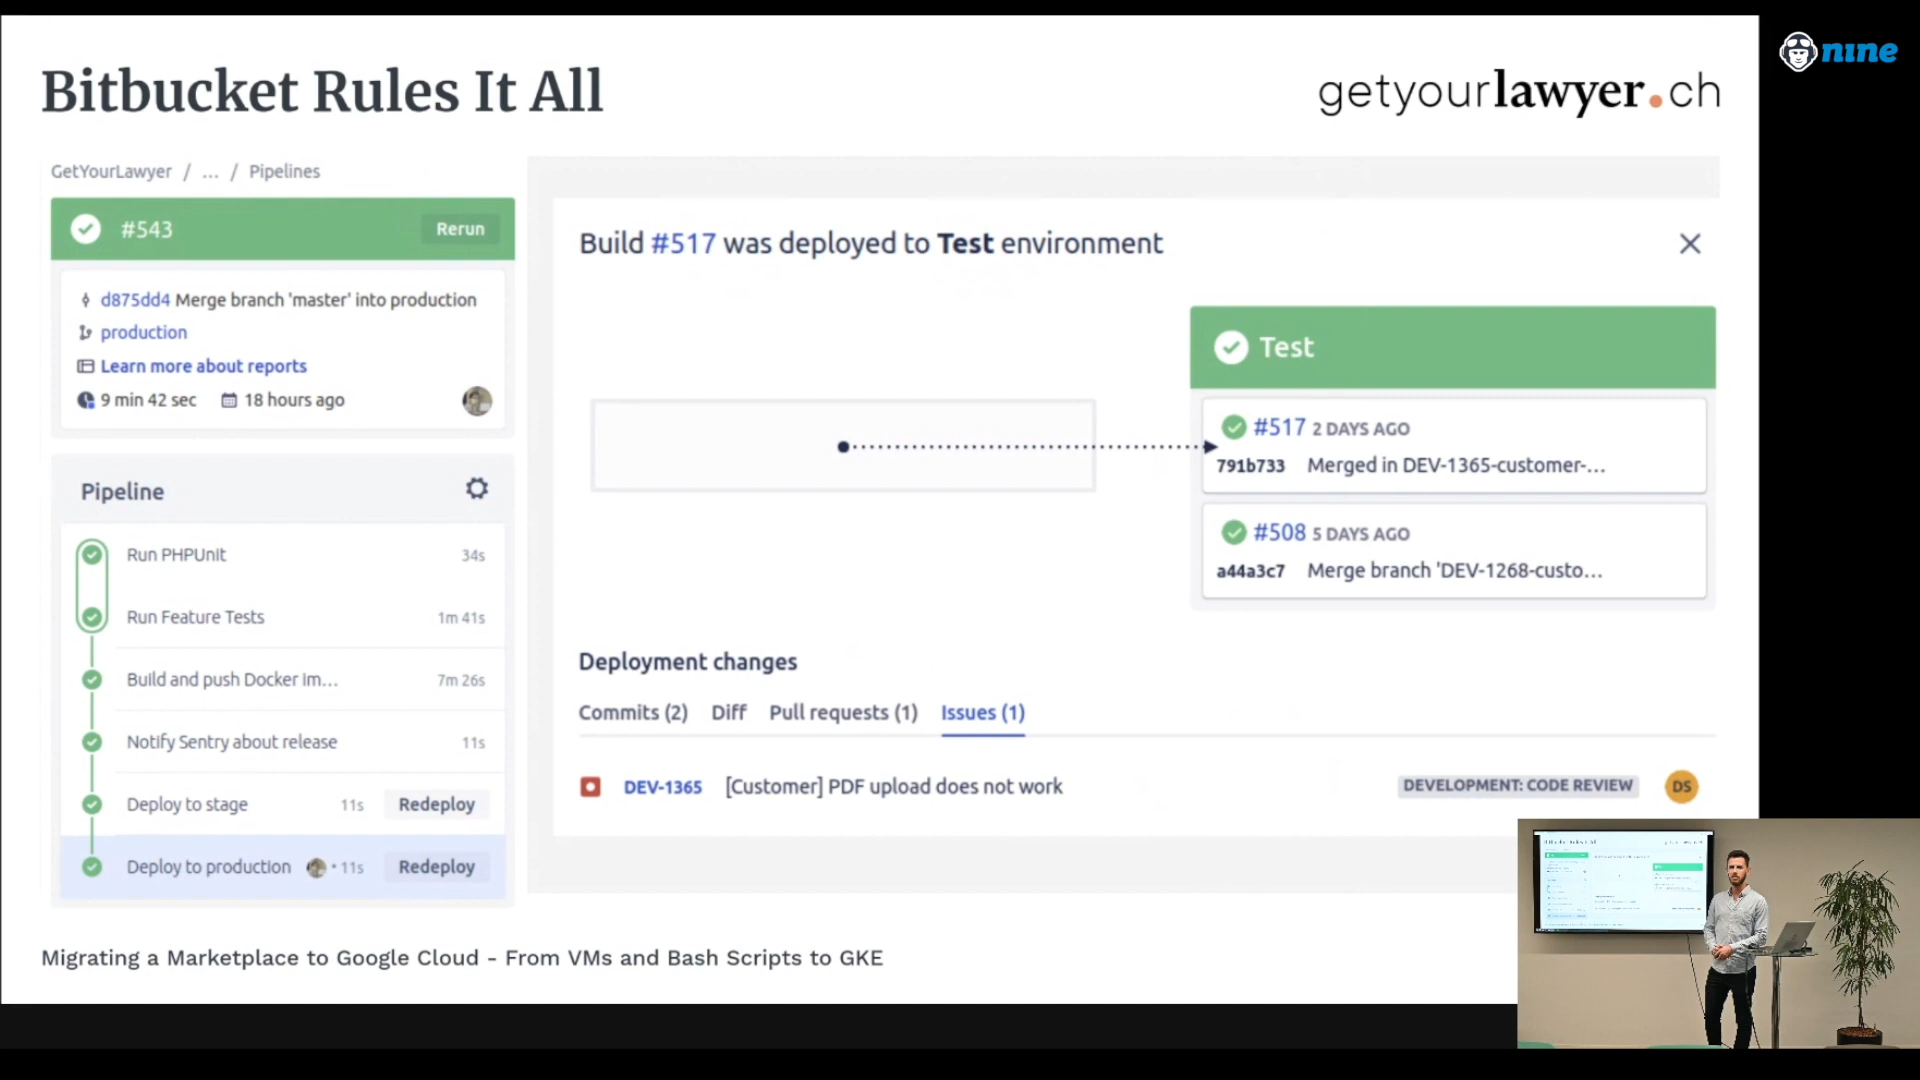 Bitbucket Rules It All
getyourlawyer.ch
nine
GetYourLawyer / ... / Pipelines
#543
Rerun
d875dd4 Merge branch 'master' into production
production
Learn more about reports
9 min 42 sec 18 hours ago
Pipeline
Run PHPUnit 34s
Run Feature Tests 1m 41s
Build and push Docker im... 7m 26s
Notify Sentry about release 11s
Deploy to stage 11s Redeploy
Deploy to production • 11s Redeploy
Build #517 was deployed to Test environment
Test
#517 2 DAYS AGO
791b733 Merged in DEV-1365-customer-...
#508 5 DAYS AGO
a44a3c7 Merge branch 'DEV-1268-custo...
Deployment changes
Commits (2) Diff Pull requests (1) Issues (1)
DEV-1365 [Customer] PDF upload does not work DEVELOPMENT: CODE REVIEW DS
Migrating a Marketplace to Google Cloud - From VMs and Bash Scripts to GKE